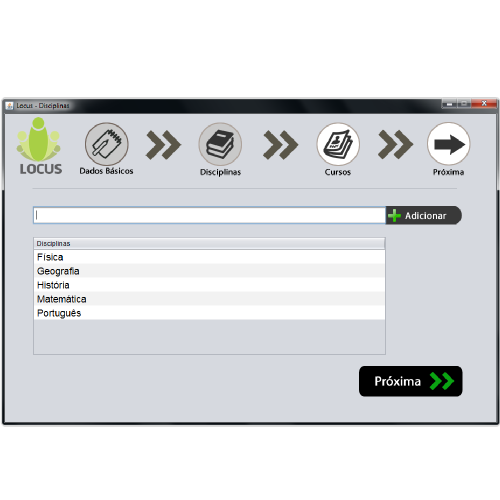 Locus - Disciplinas
LOCUS
Dados Básicos
Disciplinas
Cursos
Próxima
Adicionar
Disciplinas
Física
Geografia
História
Matemática
Português
Próxima